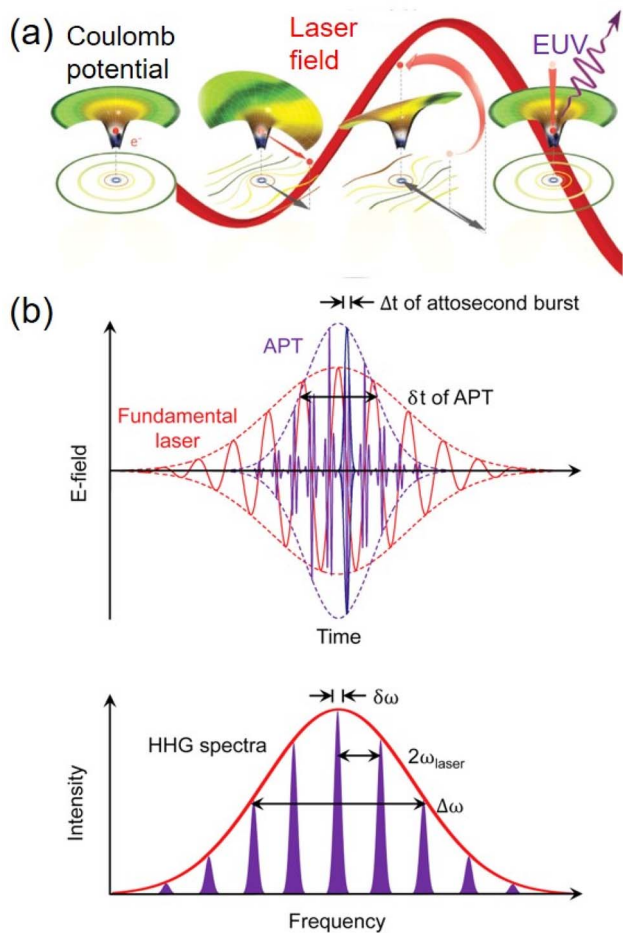 (a)
Coulomb
potential
Laser
field
EUV
e⁻
(b)
Δt of attosecond burst
APT
δt of APT
Fundamental
laser
E-field
Time
δω
HHG spectra
2ωlaser
Δω
Intensity
Frequency